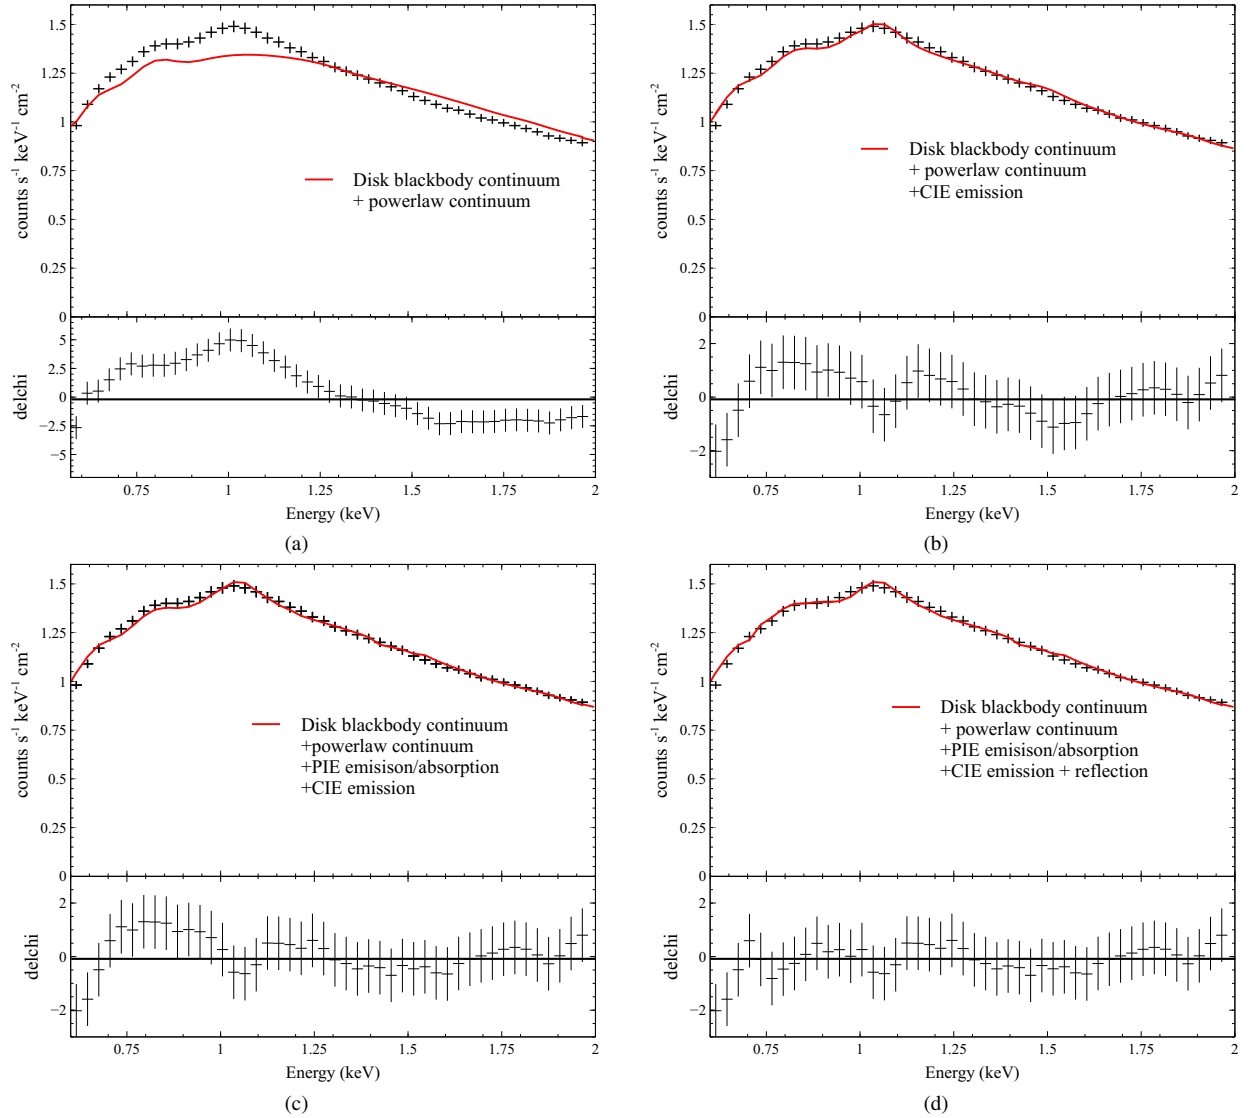 1.5
1.25
1
0.75
0.5
0.25
0
counts s⁻¹ keV⁻¹ cm⁻²
Disk blackbody continuum
+ powerlaw continuum
5
2.5
0
−2.5
−5
delchi
0.75 1 1.25 1.5 1.75 2
Energy (keV)
(a)
1.5
1.25
1
0.75
0.5
0.25
0
counts s⁻¹ keV⁻¹ cm⁻²
Disk blackbody continuum
+ powerlaw continuum
+CIE emission
2
0
−2
delchi
0.75 1 1.25 1.5 1.75 2
Energy (keV)
(b)
1.5
1.25
1
0.75
0.5
0.25
0
counts s⁻¹ keV⁻¹ cm⁻²
Disk blackbody continuum
+powerlaw continuum
+PIE emisison/absorption
+CIE emission
2
0
−2
delchi
0.75 1 1.25 1.5 1.75 2
Energy (keV)
(c)
1.5
1.25
1
0.75
0.5
0.25
0
counts s⁻¹ keV⁻¹ cm⁻²
Disk blackbody continuum
+ powerlaw continuum
+PIE emission/absorption
+CIE emission + reflection
2
0
−2
delchi
0.75 1 1.25 1.5 1.75 2
Energy (keV)
(d)